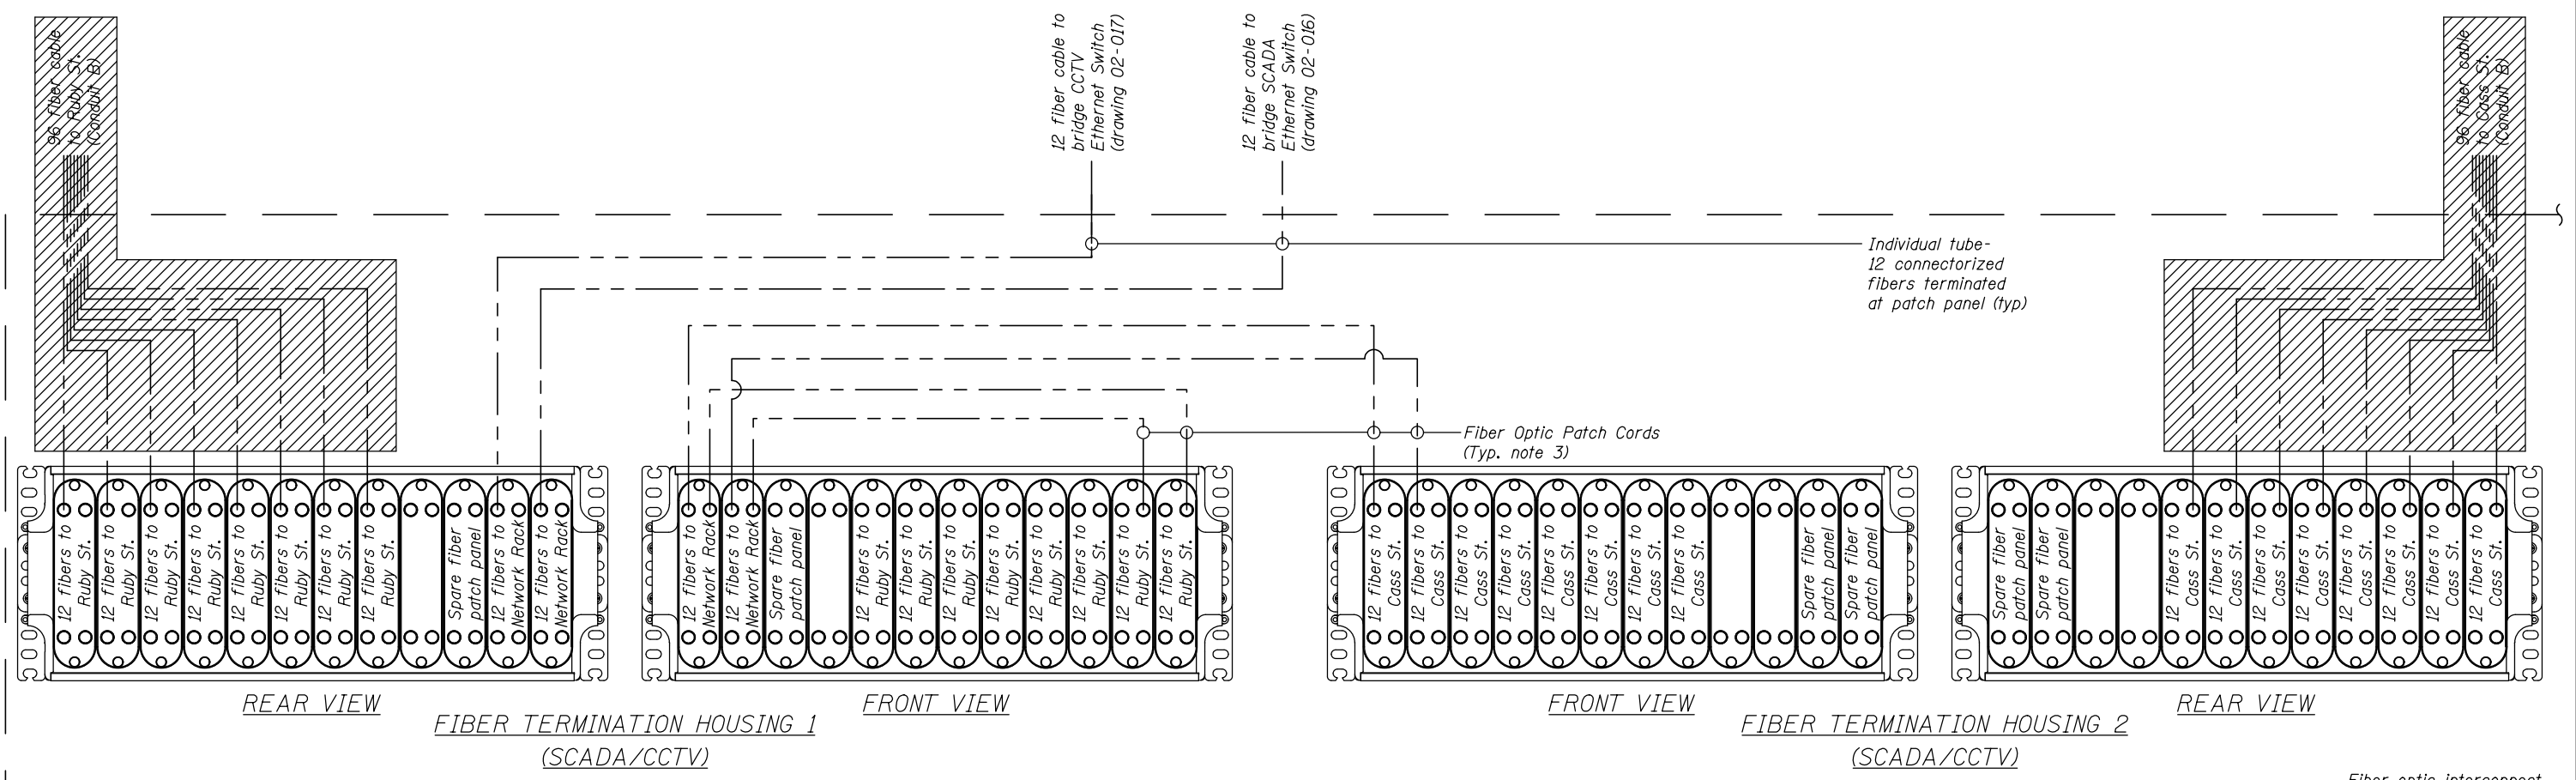 96 fiber cable
to Ruby St.
(Conduit B)
12 fiber cable to
bridge CCTV
Ethernet Switch
(drawing 02-017)
12 fiber cable to
bridge SCADA
Ethernet Switch
(drawing 02-016)
96 fiber cable
to Cass St.
(Conduit B)
Individual tube-
12 connectorized
fibers terminated
at patch panel (typ)
Fiber Optic Patch Cords
(Typ. note 3)
12 fibers to
Ruby St.
12 fibers to
Ruby St.
12 fibers to
Ruby St.
12 fibers to
Ruby St.
12 fibers to
Ruby St.
12 fibers to
Ruby St.
12 fibers to
Ruby St.
12 fibers to
Ruby St.
Spare fiber
patch panel
12 fibers to
Network Rack
12 fibers to
Network Rack
12 fibers to
Network Rack
12 fibers to
Network Rack
Spare fiber
patch panel
12 fibers to
Ruby St.
12 fibers to
Ruby St.
12 fibers to
Ruby St.
12 fibers to
Ruby St.
12 fibers to
Ruby St.
12 fibers to
Ruby St.
12 fibers to
Ruby St.
12 fibers to
Ruby St.
12 fibers to
Cass St.
12 fibers to
Cass St.
12 fibers to
Cass St.
12 fibers to
Cass St.
12 fibers to
Cass St.
12 fibers to
Cass St.
12 fibers to
Cass St.
12 fibers to
Cass St.
Spare fiber
patch panel
Spare fiber
patch panel
Spare fiber
patch panel
Spare fiber
patch panel
12 fibers to
Cass St.
12 fibers to
Cass St.
12 fibers to
Cass St.
12 fibers to
Cass St.
12 fibers to
Cass St.
12 fibers to
Cass St.
12 fibers to
Cass St.
12 fibers to
Cass St.
REAR VIEW
FRONT VIEW
FIBER TERMINATION HOUSING 1
(SCADA/CCTV)
FRONT VIEW
REAR VIEW
FIBER TERMINATION HOUSING 2
(SCADA/CCTV)
Fiber optic interconnect